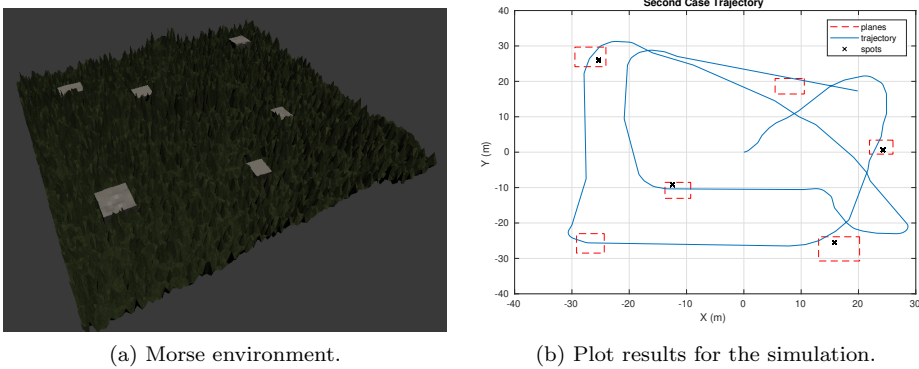 Second Case Trajectory
planes
trajectory
spots
40
30
20
10
0
-10
-20
-30
-40
Y (m)
-40 -30 -20 -10 0 10 20 30
X (m)
(a) Morse environment.
(b) Plot results for the simulation.